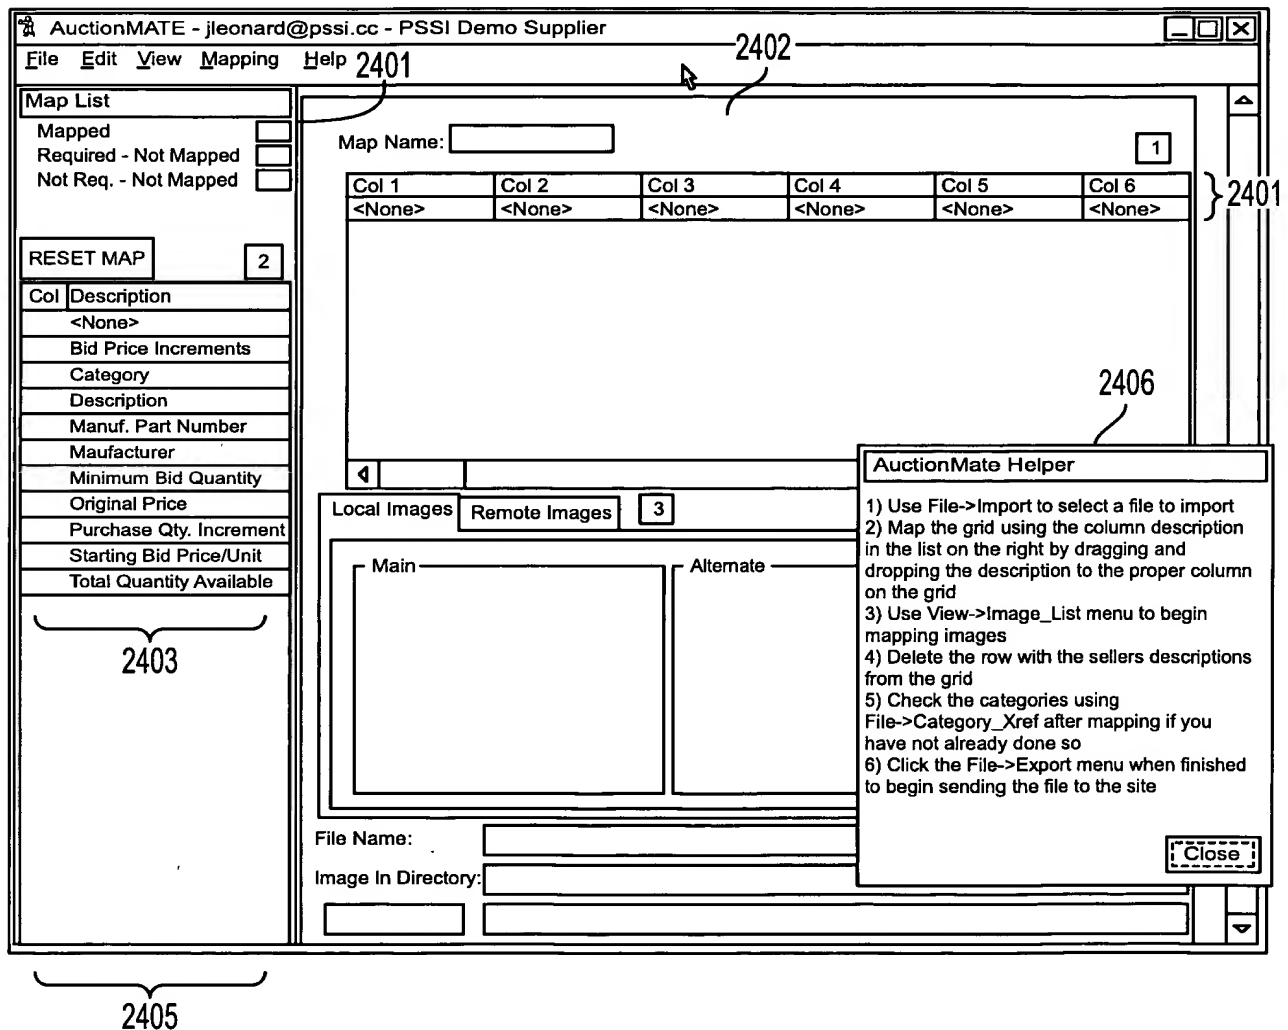 AuctionMATE - jleonard@pssi.cc - PSSI Demo Supplier
File Edit View Mapping Help
2401
2402
Map List
Mapped
Required - Not Mapped
Not Req. - Not Mapped
Map Name:
1
Col 1 Col 2 Col 3 Col 4 Col 5 Col 6
<None> <None> <None> <None> <None> <None>
2401
RESET MAP
2
Col Description
<None>
Bid Price Increments
Category
Description
Manuf. Part Number
Maufacturer
Minimum Bid Quantity
Original Price
Purchase Qty. Increment
Starting Bid Price/Unit
Total Quantity Available
2403
2405
Local Images Remote Images 3
Main Alternate
File Name:
Image In Directory:
2406
AuctionMate Helper
1) Use File->Import to select a file to import
2) Map the grid using the column description
in the list on the right by dragging and
dropping the description to the proper column
on the grid
3) Use View->Image_List menu to begin
mapping images
4) Delete the row with the sellers descriptions
from the grid
5) Check the categories using
File->Category_Xref after mapping if you
have not already done so
6) Click the File->Export menu when finished
to begin sending the file to the site
Close